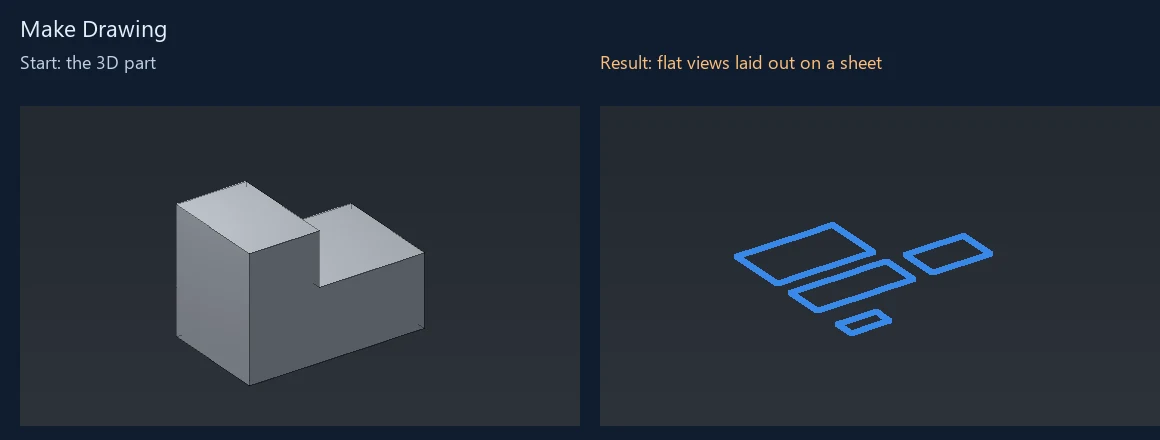 Make Drawing
Start: the 3D part
Result: flat views laid out on a sheet